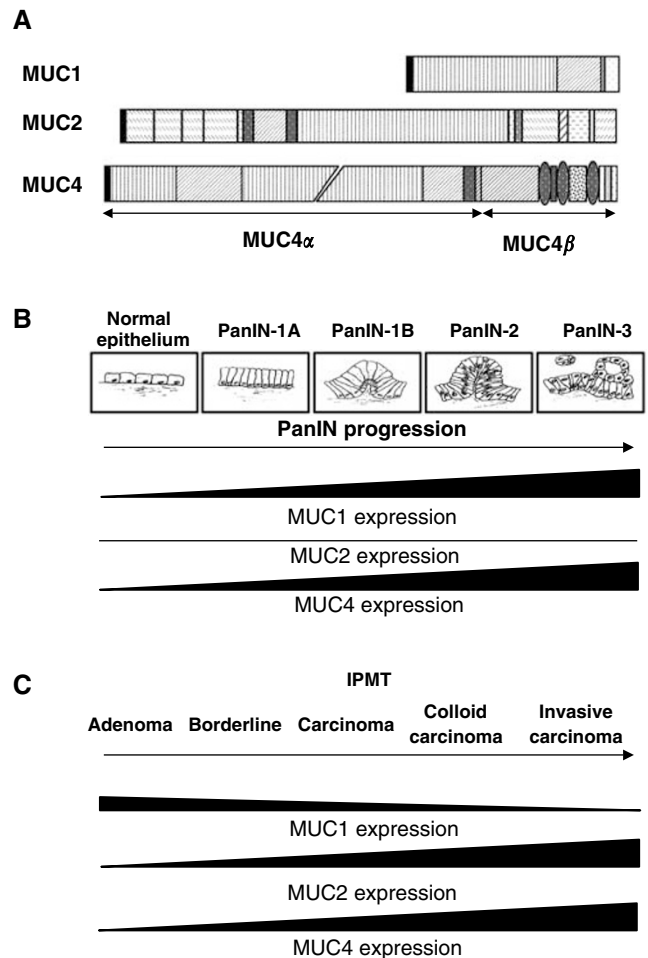 A
MUC1
MUC2
MUC4
MUC4α
MUC4β
B
Normal
epithelium
PanIN-1A
PanIN-1B
PanIN-2
PanIN-3
PanIN progression
MUC1 expression
MUC2 expression
MUC4 expression
C
IPMT
Adenoma
Borderline
Carcinoma
Colloid
carcinoma
Invasive
carcinoma
MUC1 expression
MUC2 expression
MUC4 expression